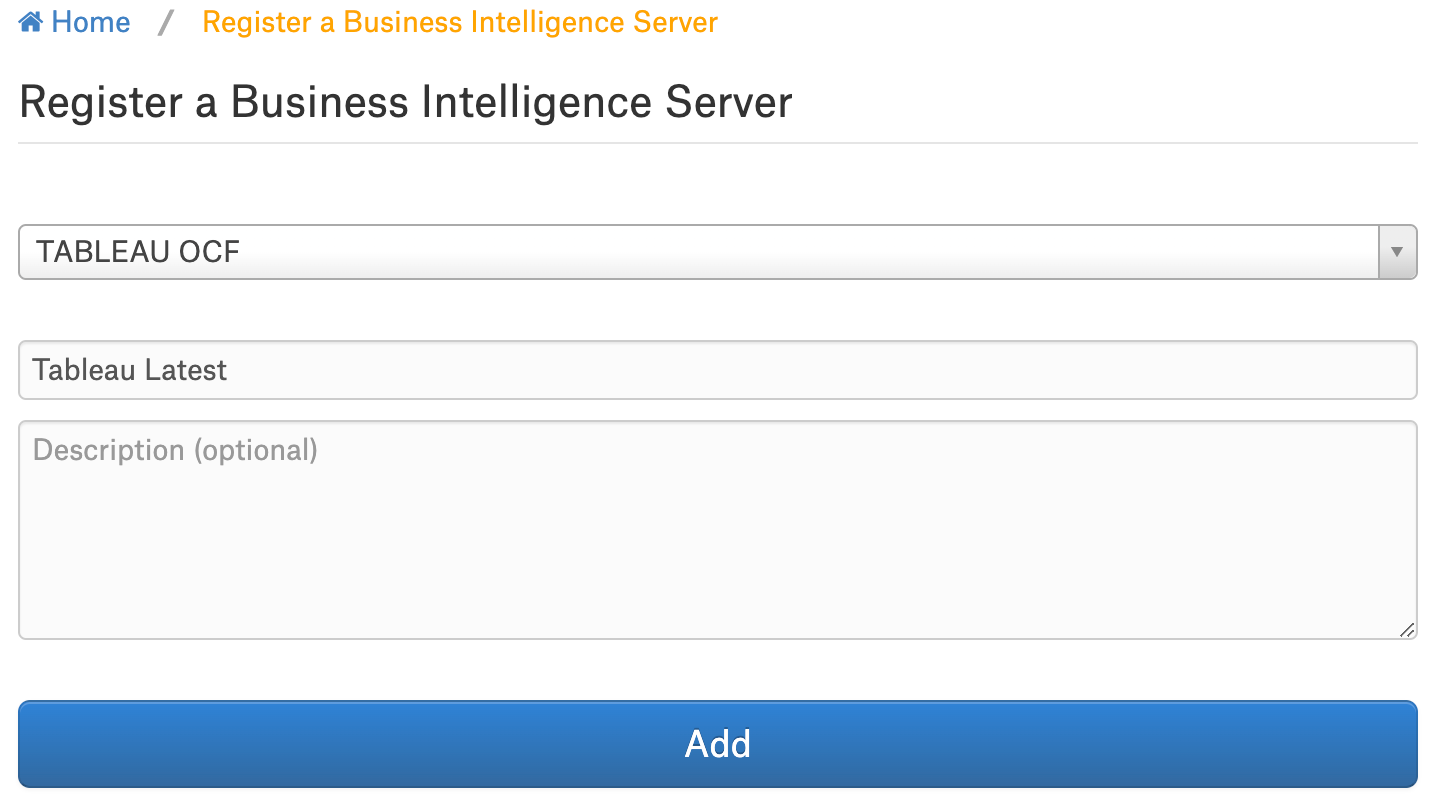 Home / Register a Business Intelligence Server
Register a Business Intelligence Server
TABLEAU OCF
Tableau Latest
Description (optional)
Add